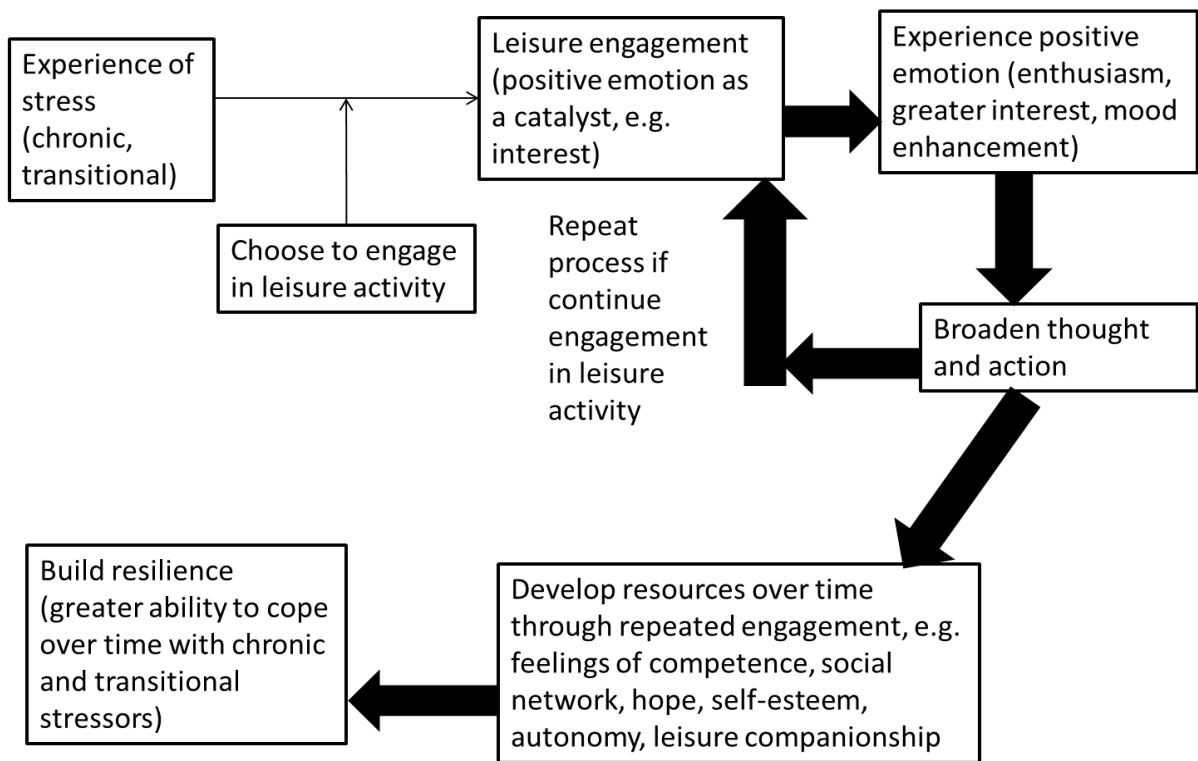 Experience of
stress
(chronic,
transitional)
Choose to engage
in leisure activity
Leisure engagement
(positive emotion as
a catalyst, e.g.
interest)
Experience positive
emotion (enthusiasm,
greater interest, mood
enhancement)
Repeat
process if
continue
engagement
in leisure
activity
Broaden thought
and action
Develop resources over time
through repeated engagement, e.g.
feelings of competence, social
network, hope, self-esteem,
autonomy, leisure companionship
Build resilience
(greater ability to cope
over time with chronic
and transitional
stressors)